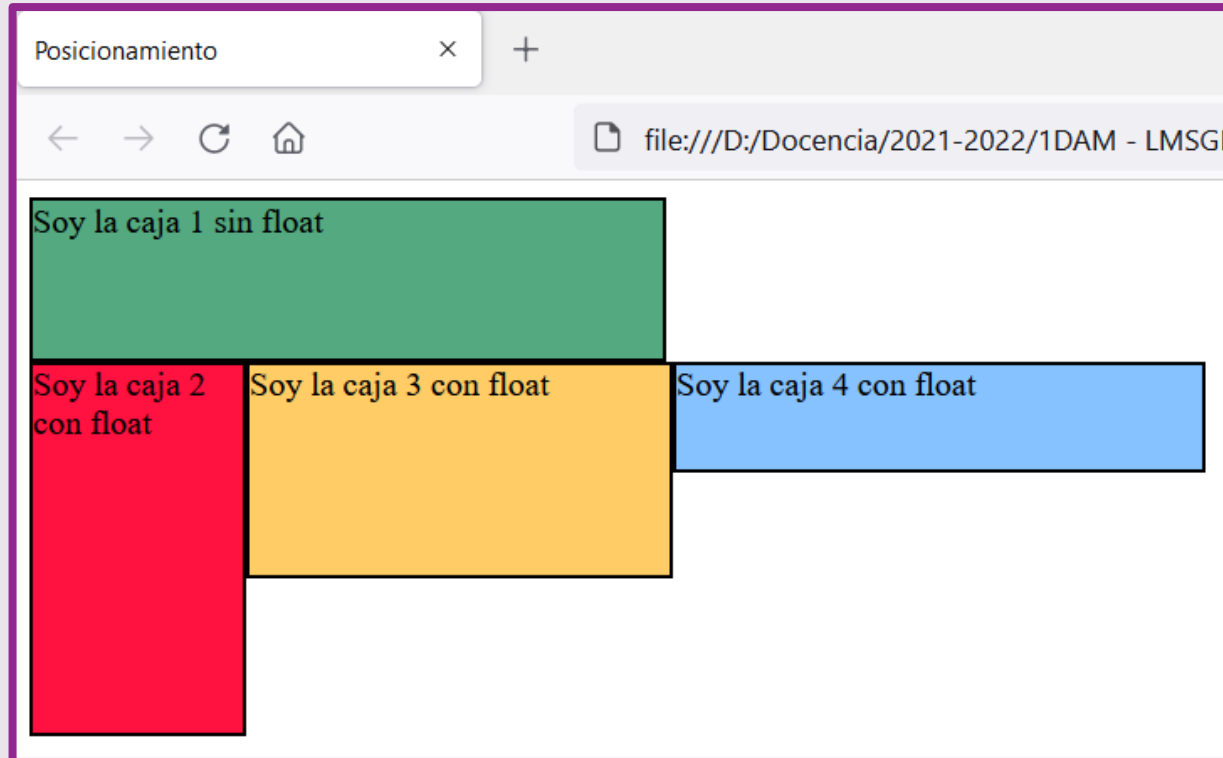 Posicionamiento
file:///D:/Docencia/2021-2022/1DAM - LMSG
Soy la caja 1 sin float
Soy la caja 2
con float
Soy la caja 3 con float
Soy la caja 4 con float